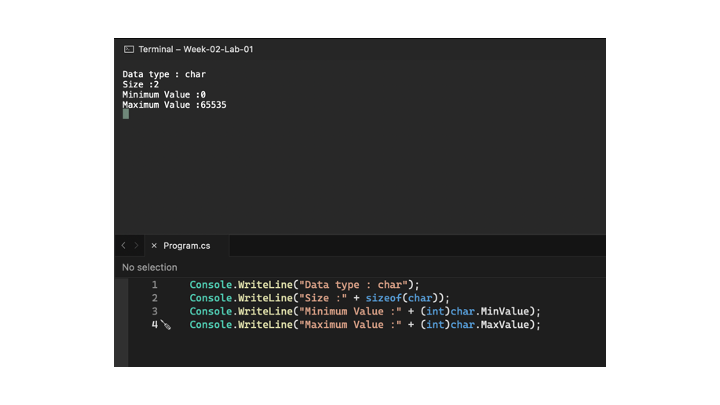 Terminal – Week-02-Lab-01
Data type : char
Size :2
Minimum Value :0
Maximum Value :65535
Program.cs
No selection
1 Console.WriteLine("Data type : char");
2 Console.WriteLine("Size :" + sizeof(char));
3 Console.WriteLine("Minimum Value :" + (int)char.MinValue);
4 Console.WriteLine("Maximum Value :" + (int)char.MaxValue);